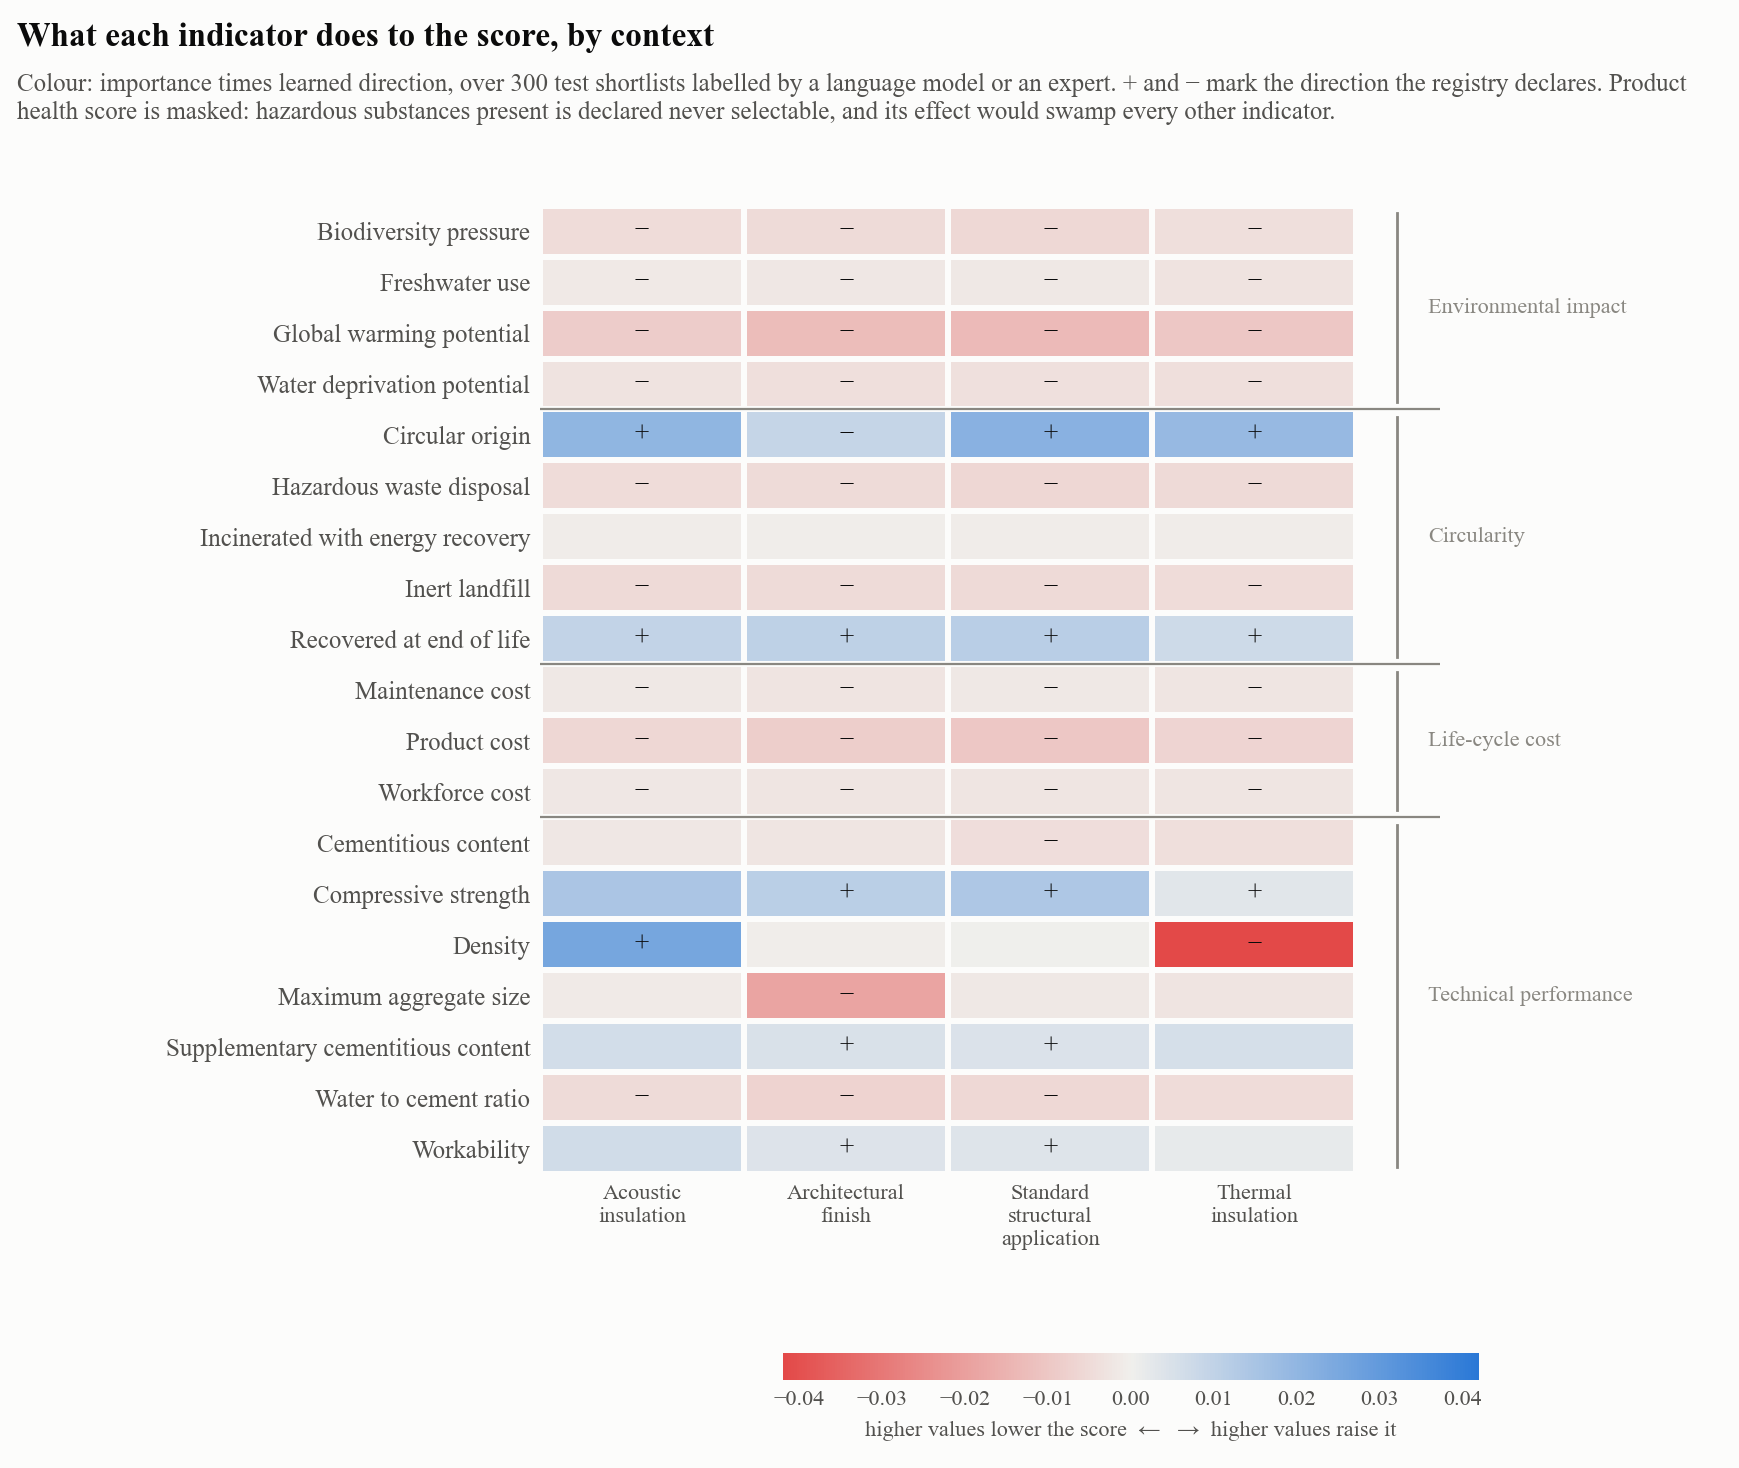 What each indicator does to the score, by context
Colour: importance times learned direction, over 300 test shortlists labelled by a language model or an expert. + and − mark the direction the registry declares. Product
health score is masked: hazardous substances present is declared never selectable, and its effect would swamp every other indicator.
Biodiversity pressure − − − −
Freshwater use − − − −
Global warming potential − − − −
Water deprivation potential − − − −
Environmental impact
Circular origin + − + +
Hazardous waste disposal − − − −
Incinerated with energy recovery
Inert landfill − − − −
Recovered at end of life + + + +
Circularity
Maintenance cost − − − −
Product cost − − − −
Workforce cost − − − −
Life-cycle cost
Cementitious content −
Compressive strength + + +
Density + −
Maximum aggregate size −
Supplementary cementitious content + +
Water to cement ratio − − −
Workability + +
Technical performance
Acoustic
insulation
Architectural
finish
Standard
structural
application
Thermal
insulation
−0.04 −0.03 −0.02 −0.01 0.00 0.01 0.02 0.03 0.04
higher values lower the score ← → higher values raise it